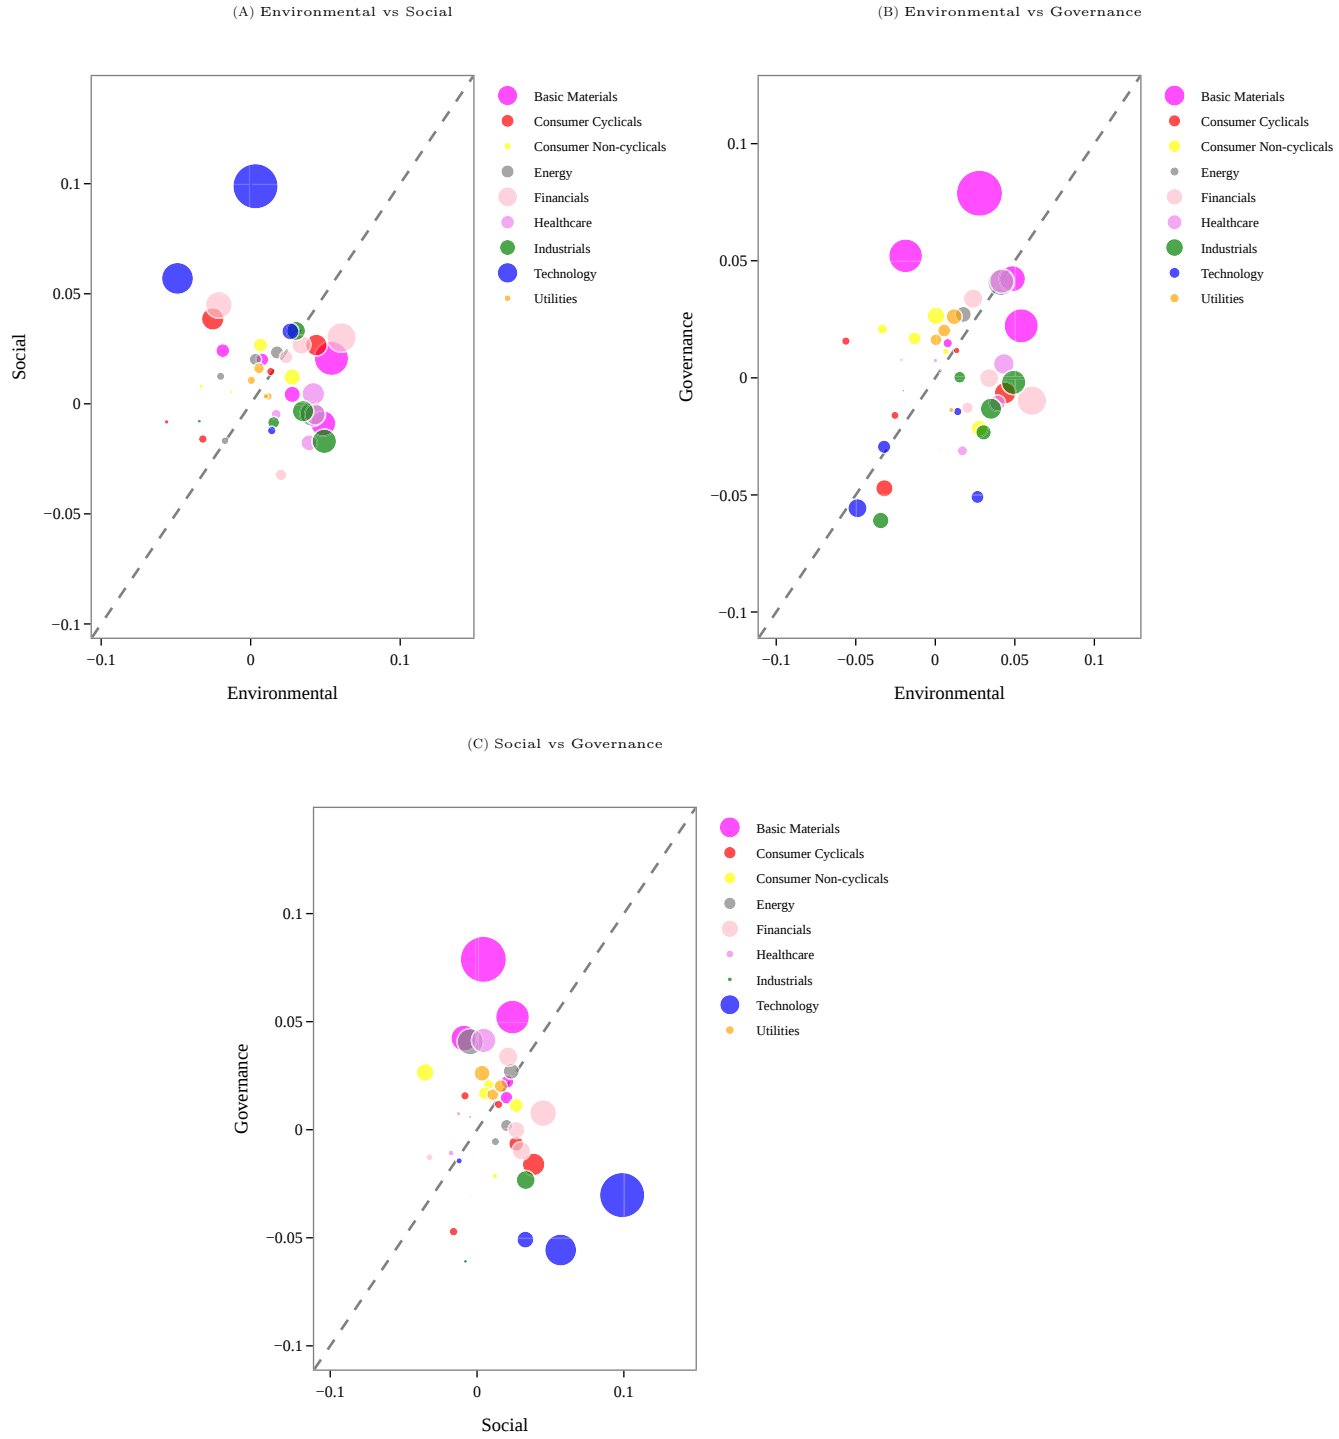 (A) Environmental vs Social
0.1
0.05
0
−0.05
−0.1
−0.1
0
0.1
Social
Environmental
Basic Materials
Consumer Cyclicals
Consumer Non-cyclicals
Energy
Financials
Healthcare
Industrials
Technology
Utilities
(B) Environmental vs Governance
0.1
0.05
0
−0.05
−0.1
−0.1
−0.05
0
0.05
0.1
Governance
Environmental
Basic Materials
Consumer Cyclicals
Consumer Non-cyclicals
Energy
Financials
Healthcare
Industrials
Technology
Utilities
(C) Social vs Governance
0.1
0.05
0
−0.05
−0.1
−0.1
0
0.1
Governance
Social
Basic Materials
Consumer Cyclicals
Consumer Non-cyclicals
Energy
Financials
Healthcare
Industrials
Technology
Utilities